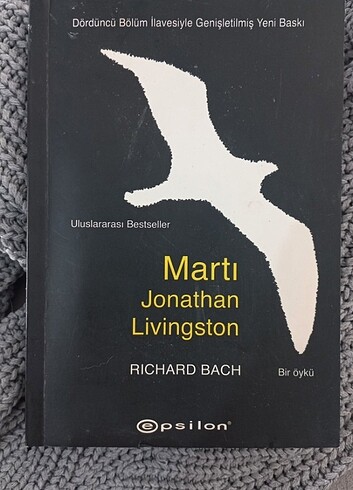 Dördüncü Bölüm İlavesiyle Genişletilmiş Yeni Baskı
Uluslararası Bestseller
Martı
Jonathan
Livingston
RICHARD BACH
Bir öykü
epsilon®